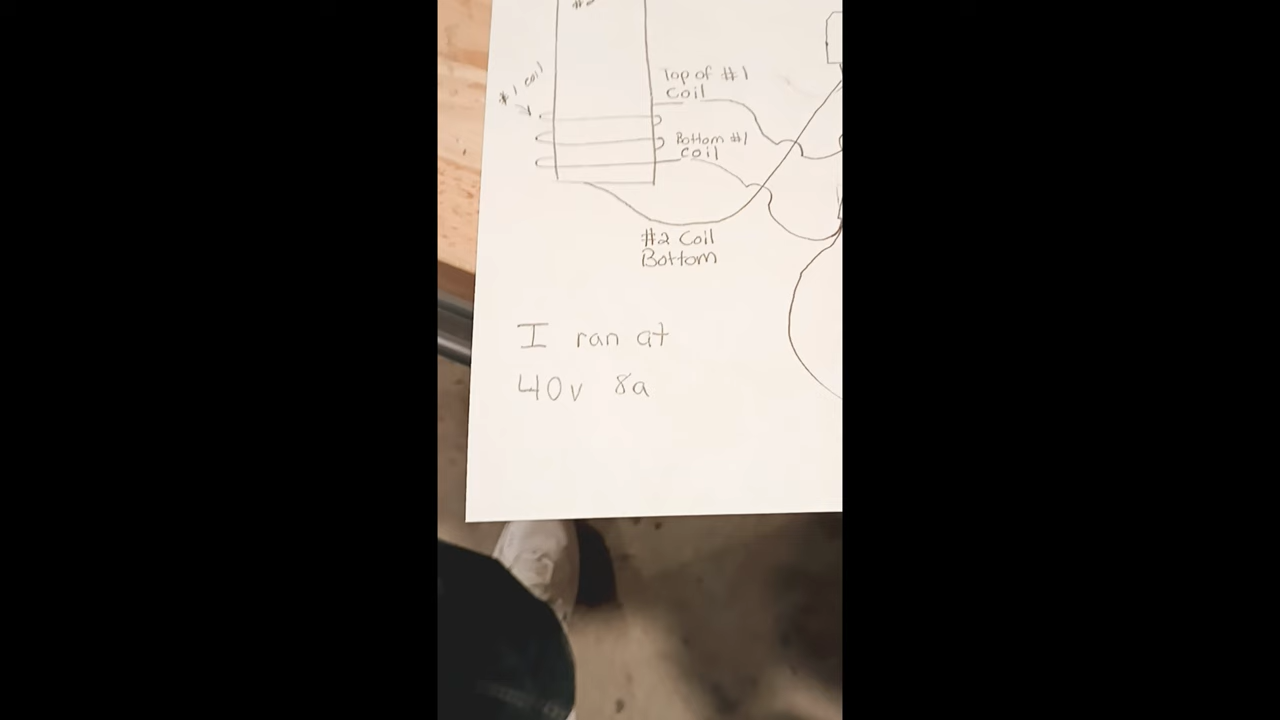 #1 coil
Top of #1
Coil
Bottom #1
coil
#2 Coil
Bottom
I ran at
40v 8a